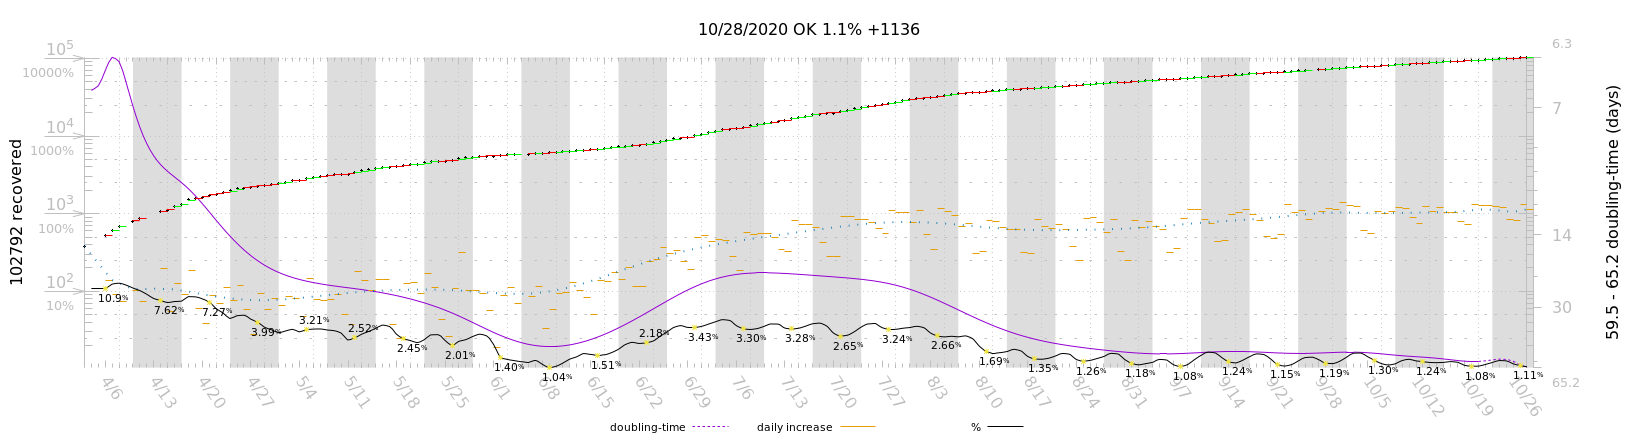 10/28/2020 OK 1.1% +1136
10^5
10000%
10^4
1000%
10^3
100%
10^2
10%
102792 recovered
6.3
7
14
30
65.2
59.5 - 65.2 doubling-time (days)
10.9% 7.62% 7.27% 3.99% 3.21% 2.52% 2.45% 2.01% 1.40% 1.04% 1.51% 2.18% 3.43% 3.30% 3.28% 2.65% 3.24% 2.66% 1.69% 1.35% 1.26% 1.18% 1.08% 1.24% 1.15% 1.19% 1.30% 1.24% 1.08% 1.11%
4/6 4/13 4/20 4/27 5/4 5/11 5/18 5/25 6/1 6/8 6/15 6/22 6/29 7/6 7/13 7/20 7/27 8/3 8/10 8/17 8/24 8/31 9/7 9/14 9/21 9/28 10/5 10/12 10/19 10/26
doubling-time daily increase %